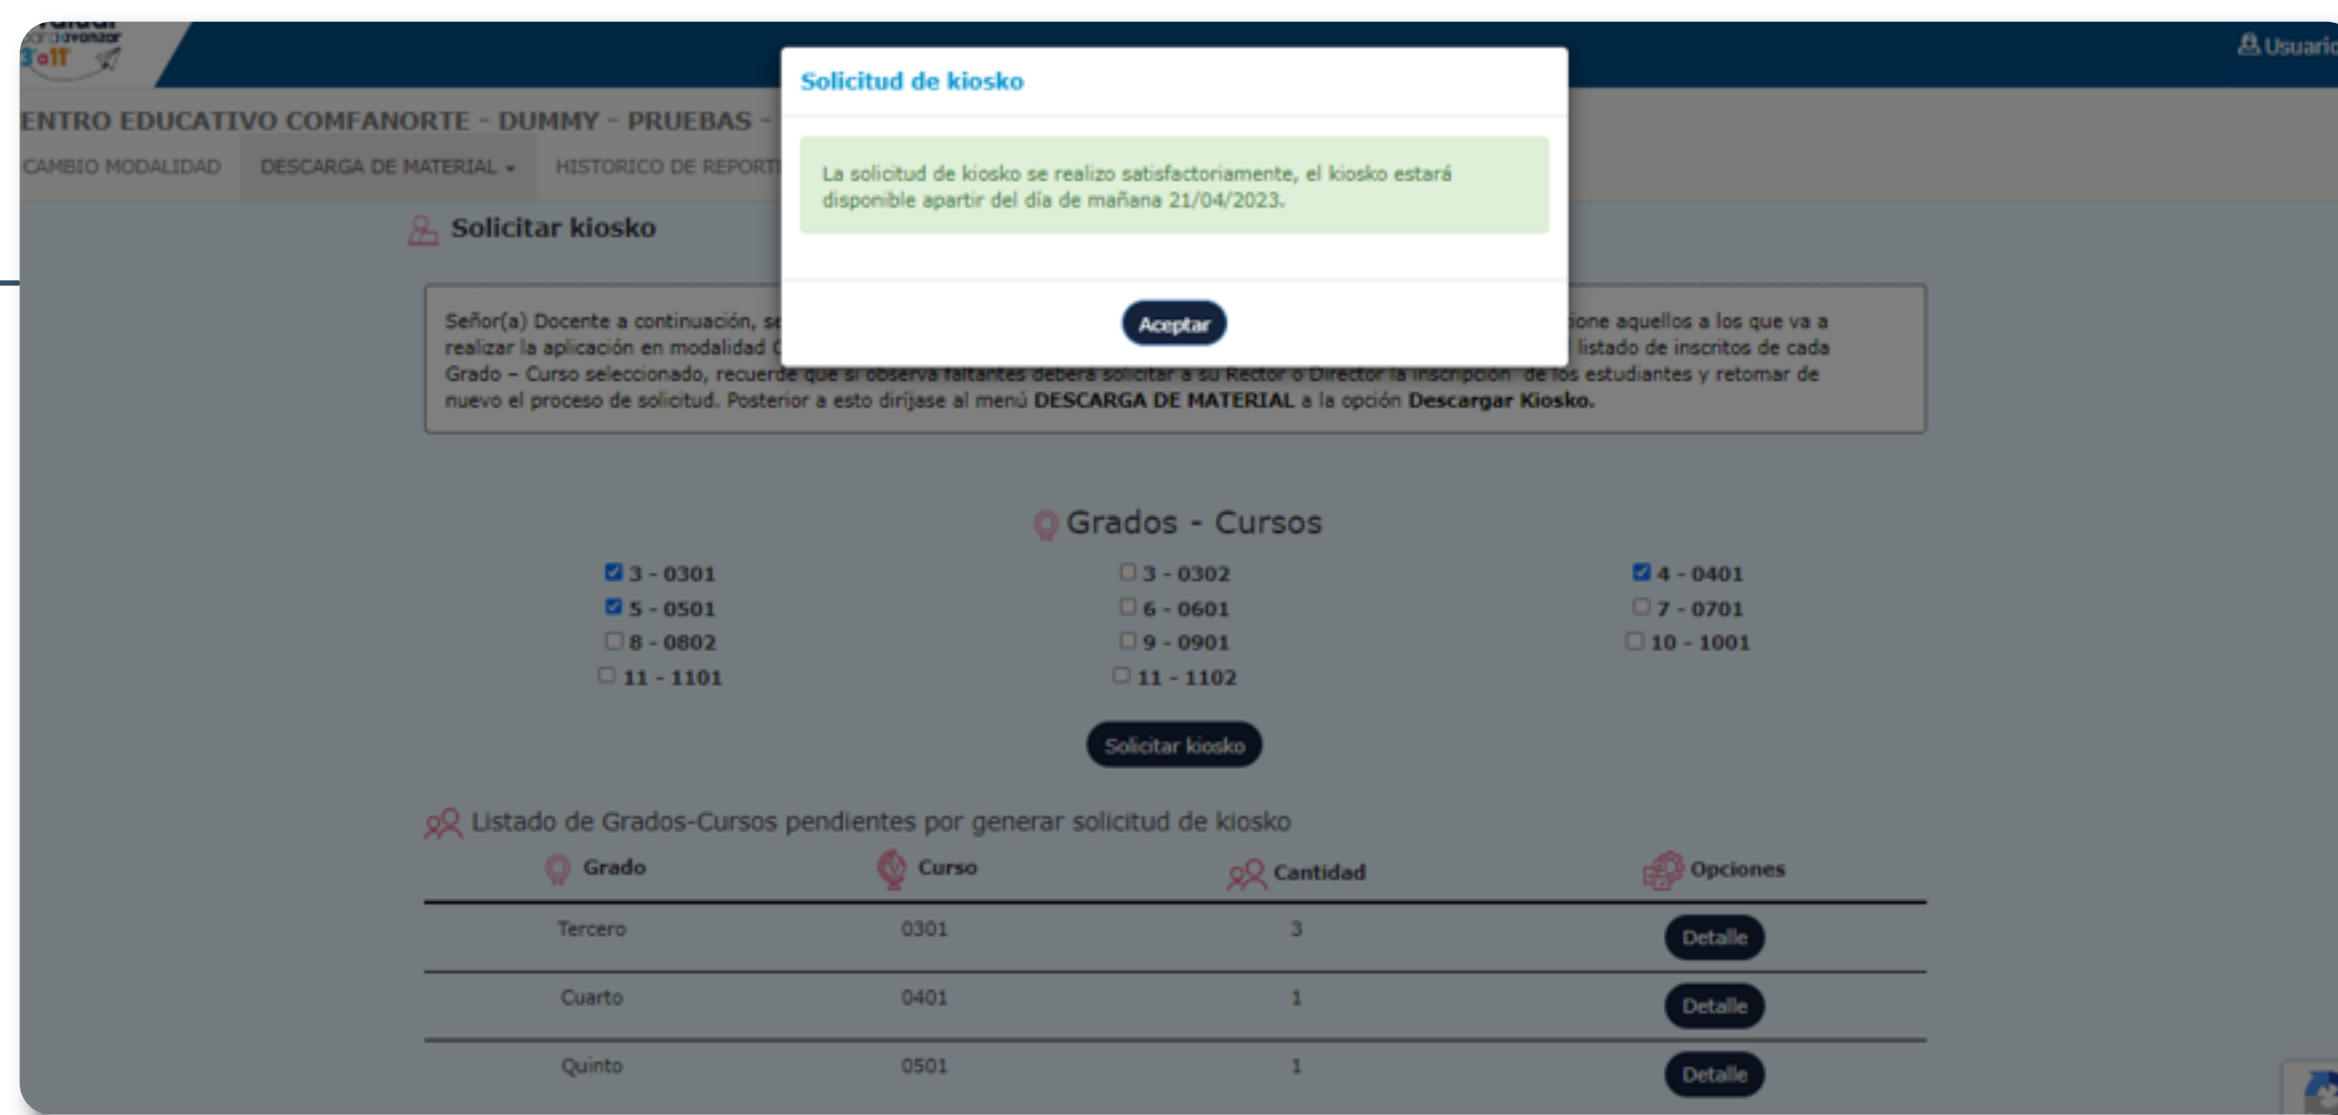 para avanzar
3°a11°
Usuario
Solicitud de kiosko
ENTRO EDUCATIVO COMFANORTE - DUMMY - PRUEBAS -
CAMBIO MODALIDAD DESCARGA DE MATERIAL HISTORICO DE REPORT
La solicitud de kiosko se realizo satisfactoriamente, el kiosko estará
disponible apartir del día de mañana 21/04/2023.
Aceptar
Solicitar kiosko
Señor(a) Docente a continuación, se ione aquellos a los que va a
realizar la aplicación en modalidad listado de inscritos de cada
Grado – Curso seleccionado, recuerde que si observa faltantes deberá solicitar a su Rector o Director la inscripción de los estudiantes y retomar de
nuevo el proceso de solicitud. Posterior a esto diríjase al menú DESCARGA DE MATERIAL a la opción Descargar Kiosko.
Grados - Cursos
3 - 0301 3 - 0302 4 - 0401
5 - 0501 6 - 0601 7 - 0701
8 - 0802 9 - 0901 10 - 1001
11 - 1101 11 - 1102
Solicitar kiosko
Listado de Grados-Cursos pendientes por generar solicitud de kiosko
Grado Curso Cantidad Opciones
Tercero 0301 3 Detalle
Cuarto 0401 1 Detalle
Quinto 0501 1 Detalle